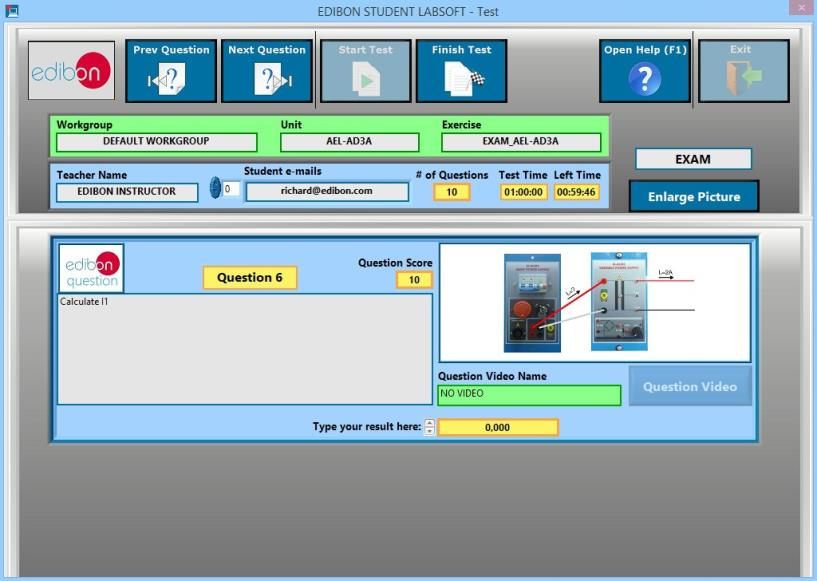 EDIBON STUDENT LABSOFT - Test
edibon
Prev Question
Next Question
Start Test
Finish Test
Open Help (F1)
Exit
Workgroup
Unit
Exercise
DEFAULT WORKGROUP
AEL-AD3A
EXAM_AEL-AD3A
EXAM
Teacher Name
Student e-mails
# of Questions
Test Time
Left Time
EDIBON INSTRUCTOR
0
richard@edibon.com
10
01:00:00
00:59:46
Enlarge Picture
edibon
question
Question 6
Question Score
10
Calculate I1
Question Video Name
NO VIDEO
Question Video
Type your result here:
0,000